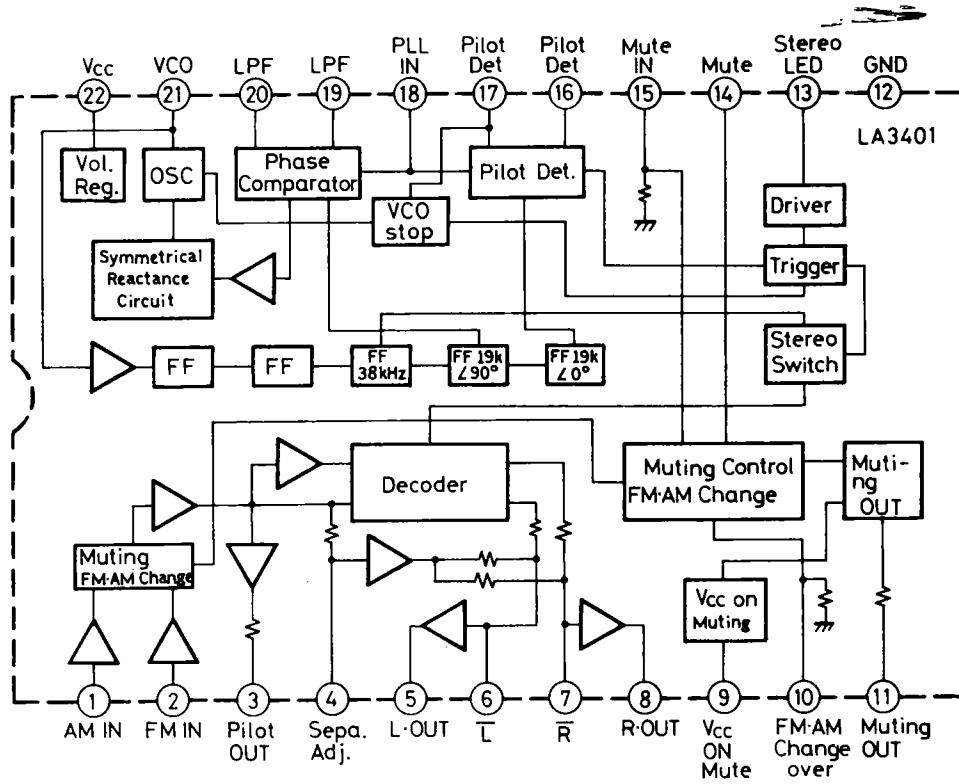 Vcc
VCO
LPF
LPF
PLL
IN
Pilot
Det
Pilot
Det
Mute
IN
Mute
Stereo
LED
GND
22
21
20
19
18
17
16
15
14
13
12
LA3401
Vol.
Reg.
OSC
Phase
Comparator
Pilot Det.
VCO
stop
Driver
Trigger
Symmetrical
Reactance
Circuit
Stereo
Switch
FF
FF
FF
38kHz
FF 19k
∠90°
FF 19k
∠0°
Decoder
Muting Control
FM·AM Change
Muti-
ng
OUT
Muting
FM·AM Change
Vcc on
Muting
1
2
3
4
5
6
7
8
9
10
11
AM IN
FM IN
Pilot
OUT
Sepa.
Adj.
L·OUT
L̅
R̅
R·OUT
Vcc
ON
Mute
FM·AM
Change
over
Muting
OUT